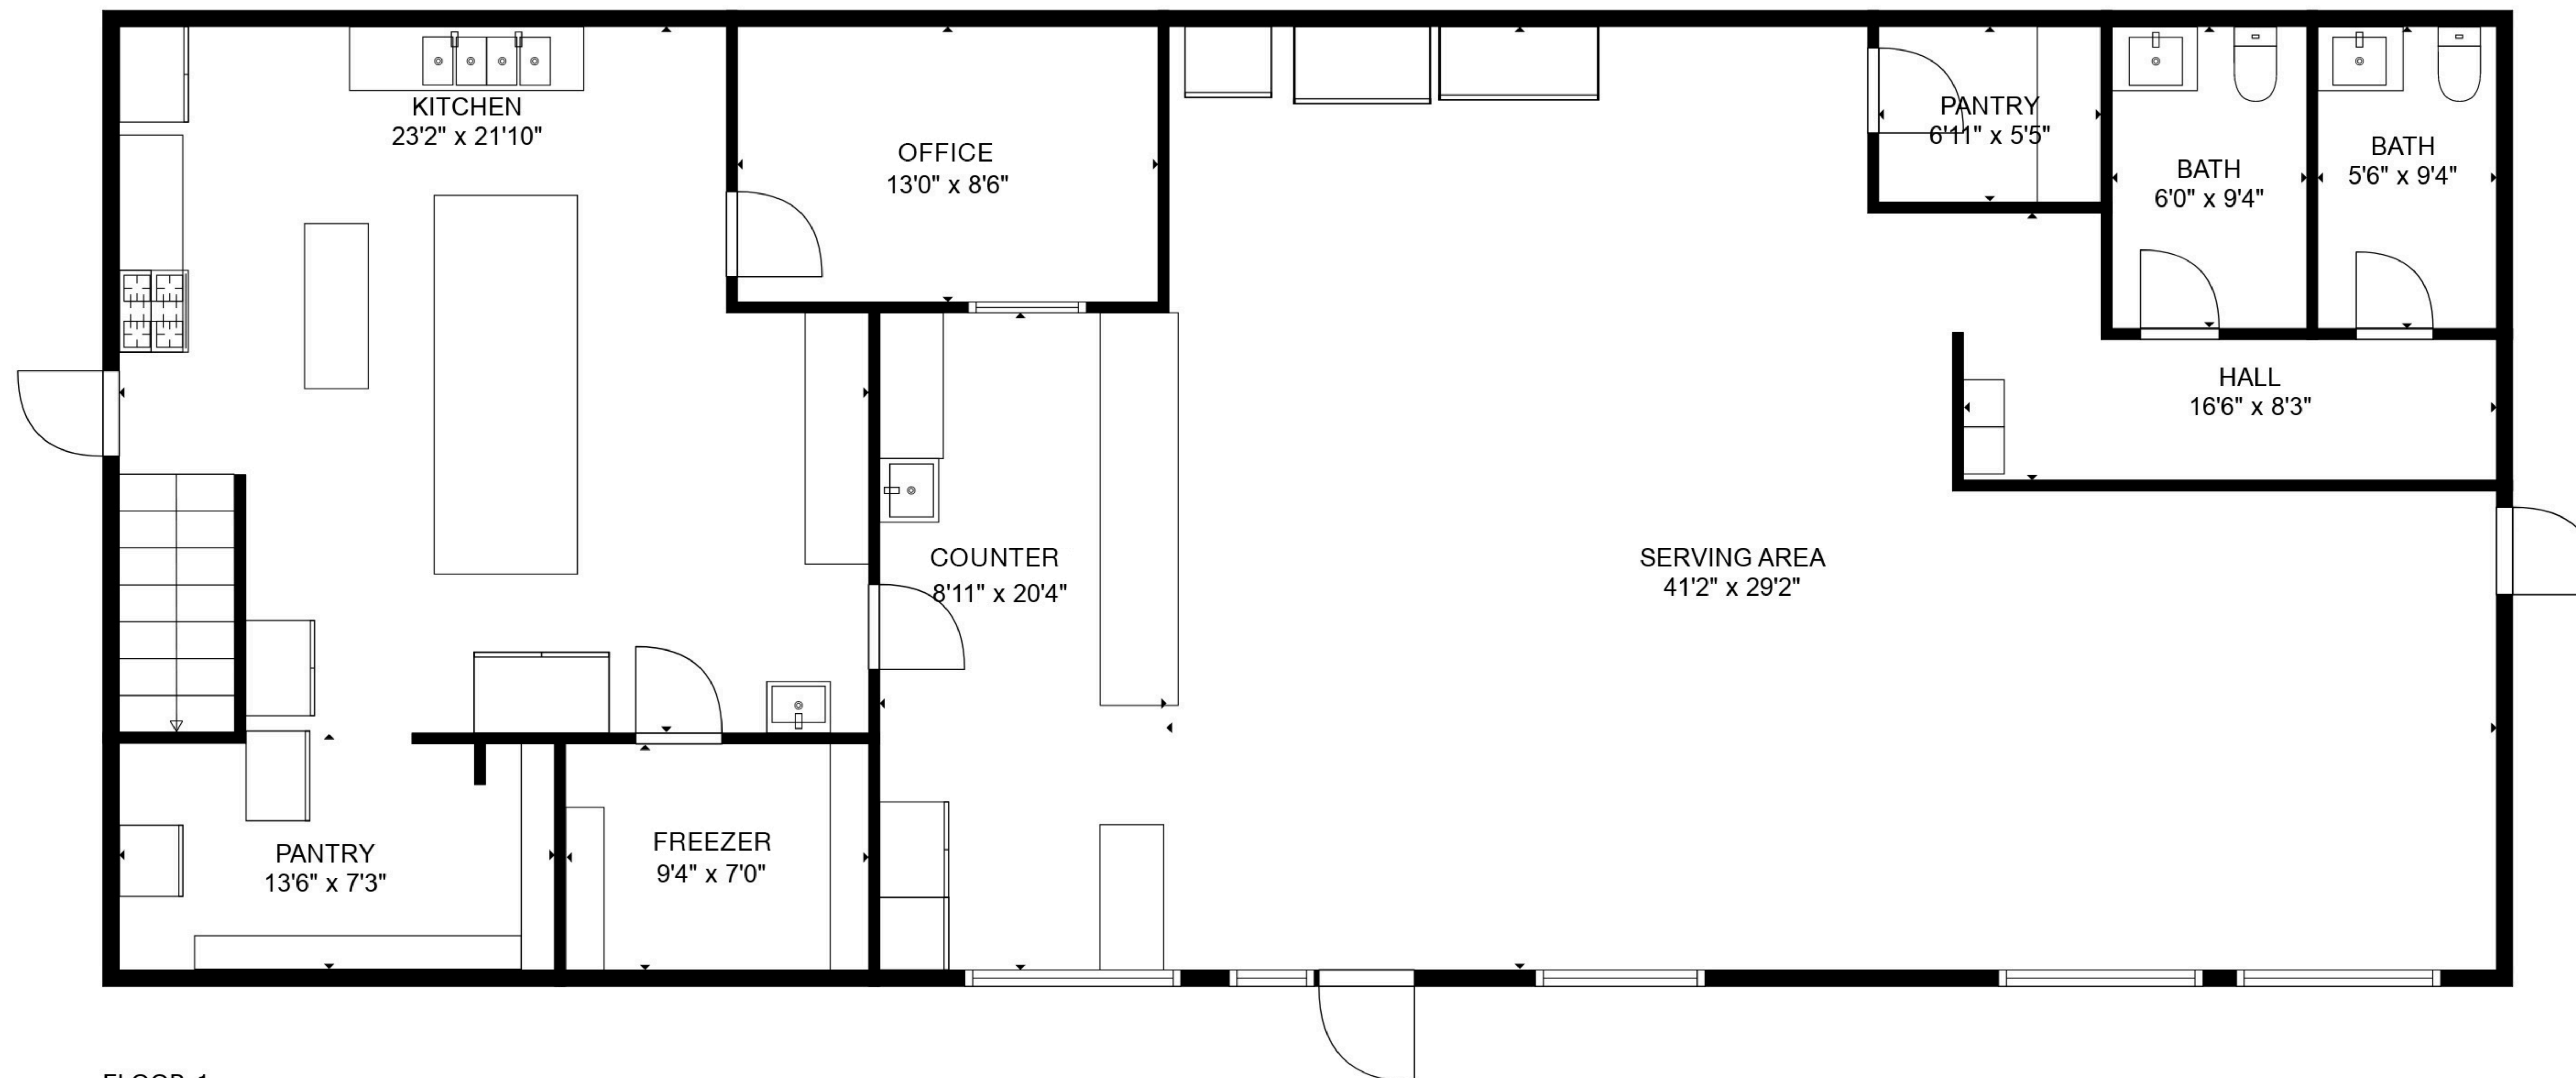 KITCHEN
23'2" x 21'10"
OFFICE
13'0" x 8'6"
PANTRY
6'11" x 5'5"
BATH
6'0" x 9'4"
BATH
5'6" x 9'4"
HALL
16'6" x 8'3"
COUNTER
8'11" x 20'4"
SERVING AREA
41'2" x 29'2"
PANTRY
13'6" x 7'3"
FREEZER
9'4" x 7'0"
FLOOR 1